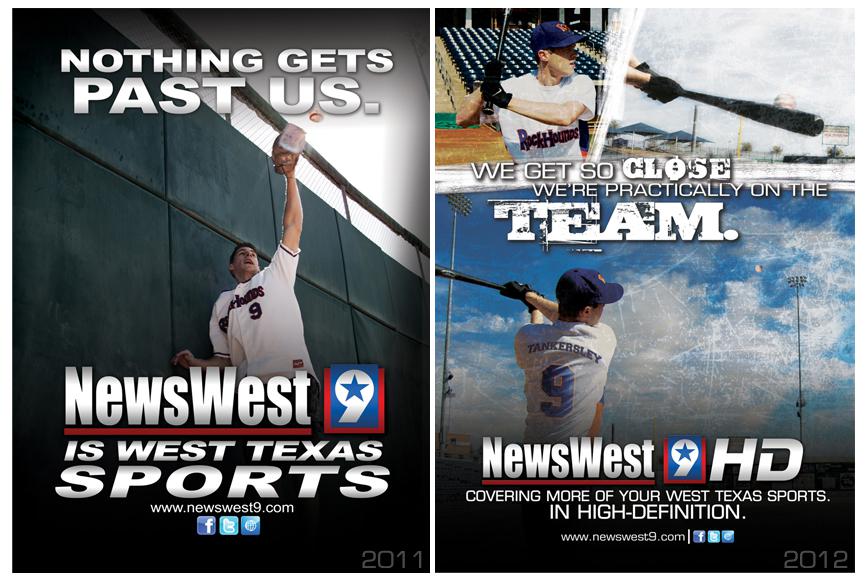 NOTHING GETS
PAST US.
RockHounds
9
NewsWest 9
IS WEST TEXAS
SPORTS
www.newswest9.com
2011
RockHounds
WE GET SO CLOSE
WE'RE PRACTICALLY ON THE
TEAM.
TANKERSLEY
9
NewsWest 9 HD
COVERING MORE OF YOUR WEST TEXAS SPORTS.
IN HIGH-DEFINITION.
www.newswest9.com
2012